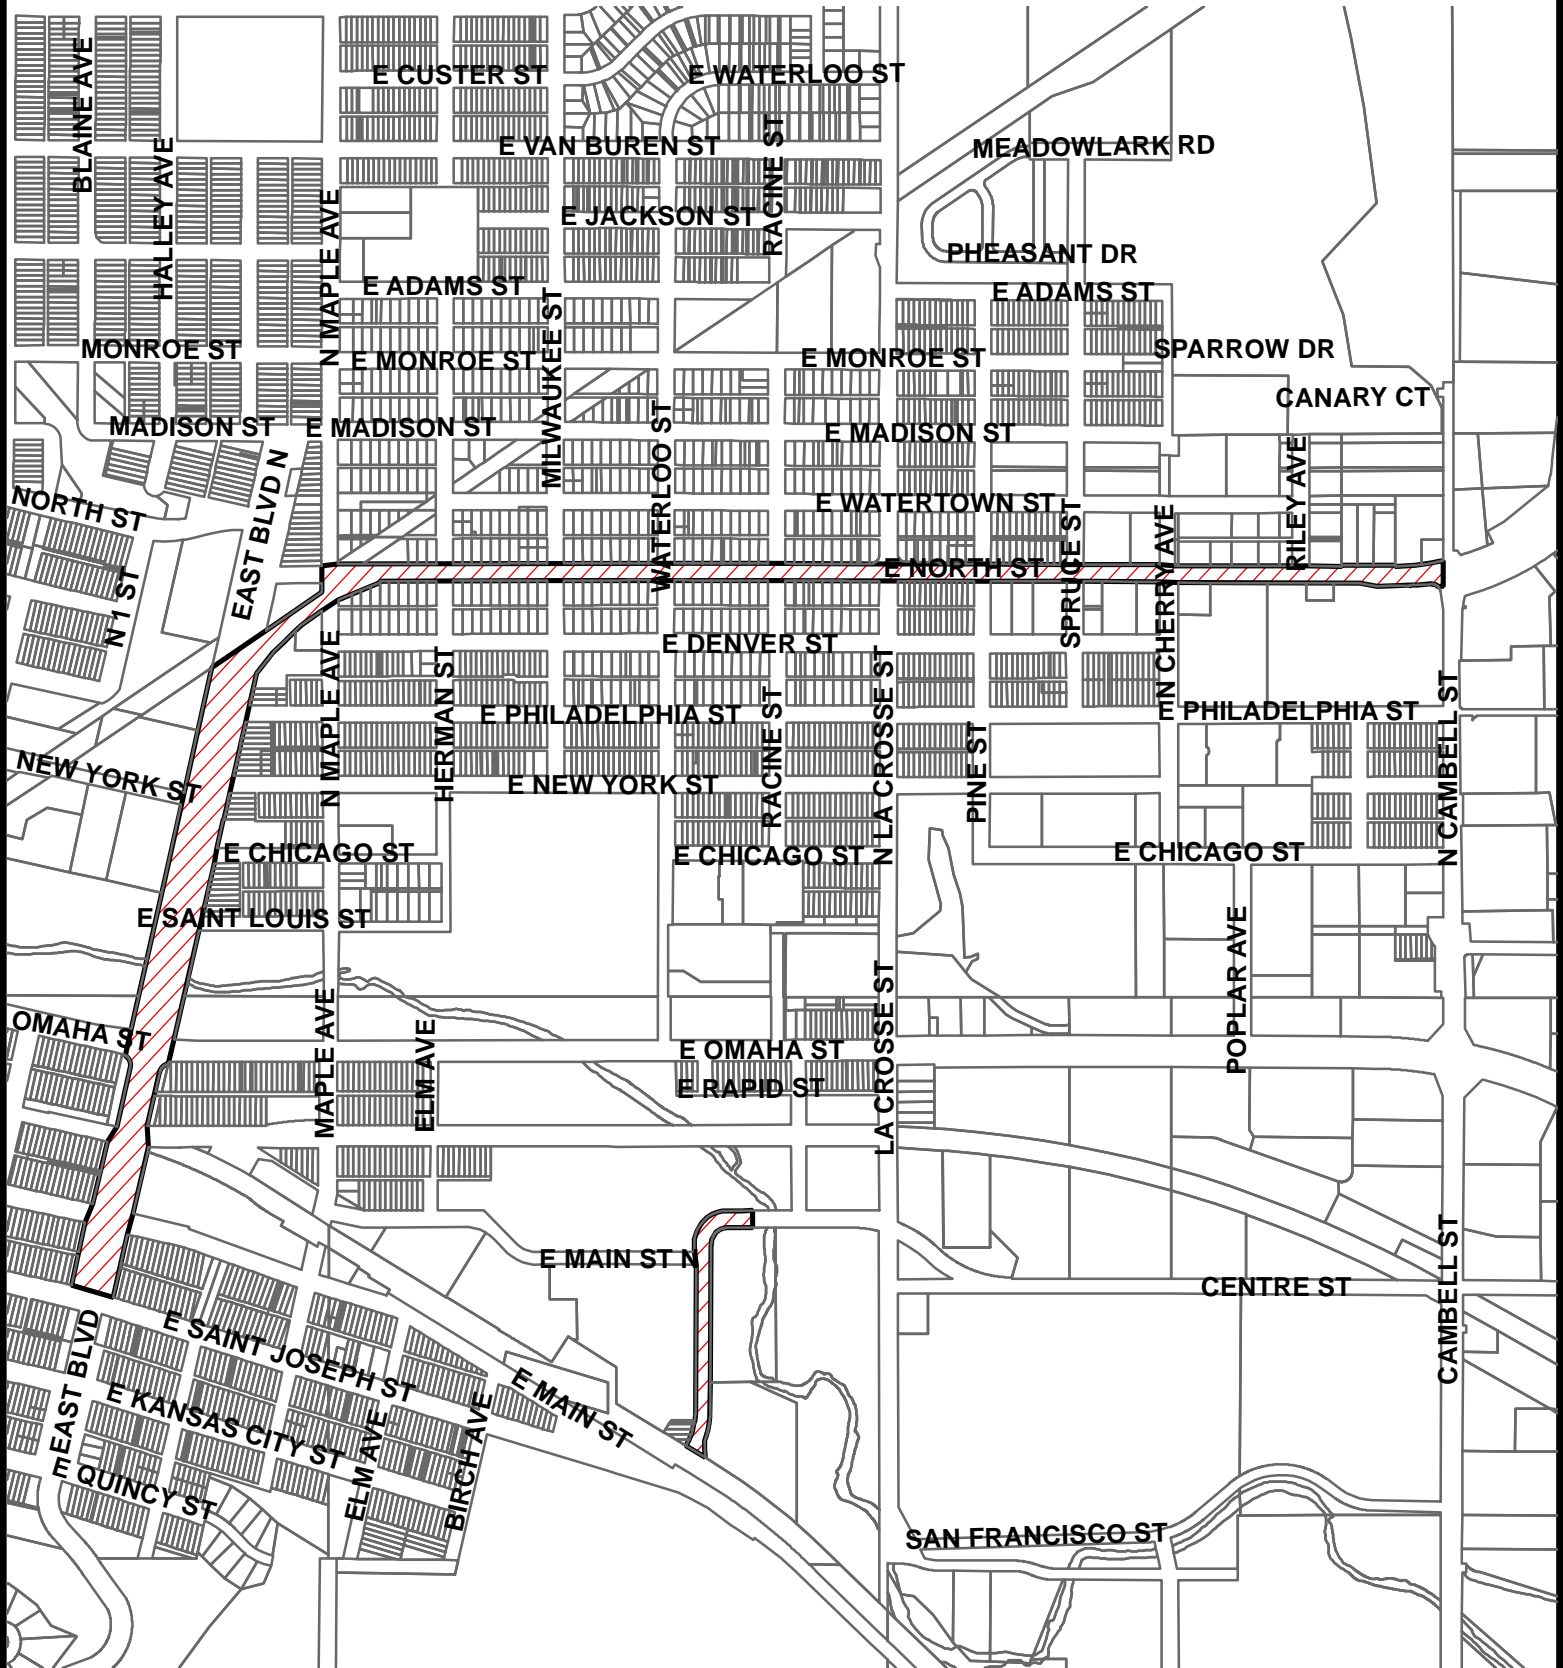 E CUSTER ST
E WATERLOO ST
BLAINE AVE
E VAN BUREN ST
RACINE ST
MEADOWLARK RD
HALLEY AVE
E JACKSON ST
N MAPLE AVE
PHEASANT DR
E ADAMS ST
E ADAMS ST
MILWAUKEE ST
MONROE ST
E MONROE ST
E MONROE ST
SPARROW DR
CANARY CT
MADISON ST
E MADISON ST
E MADISON ST
WATERLOO ST
EAST BLVD N
RILEY AVE
NORTH ST
E WATERTOWN ST
SPRUCE ST
N CHERRY AVE
E NORTH ST
N 1 ST
E DENVER ST
N MAPLE AVE
HERMAN ST
N LA CROSSE ST
N CAMBELL ST
RACINE ST
E PHILADELPHIA ST
E PHILADELPHIA ST
PINE ST
NEW YORK ST
E NEW YORK ST
E CHICAGO ST
E CHICAGO ST
E CHICAGO ST
E SAINT LOUIS ST
POPLAR AVE
LA CROSSE ST
MAPLE AVE
ELM AVE
OMAHA ST
E OMAHA ST
E RAPID ST
E MAIN ST N
CENTRE ST
CAMBELL ST
EAST BLVD
E SAINT JOSEPH ST
E KANSAS CITY ST
E MAIN ST
ELM AVE
BIRCH AVE
E QUINCY ST
SAN FRANCISCO ST